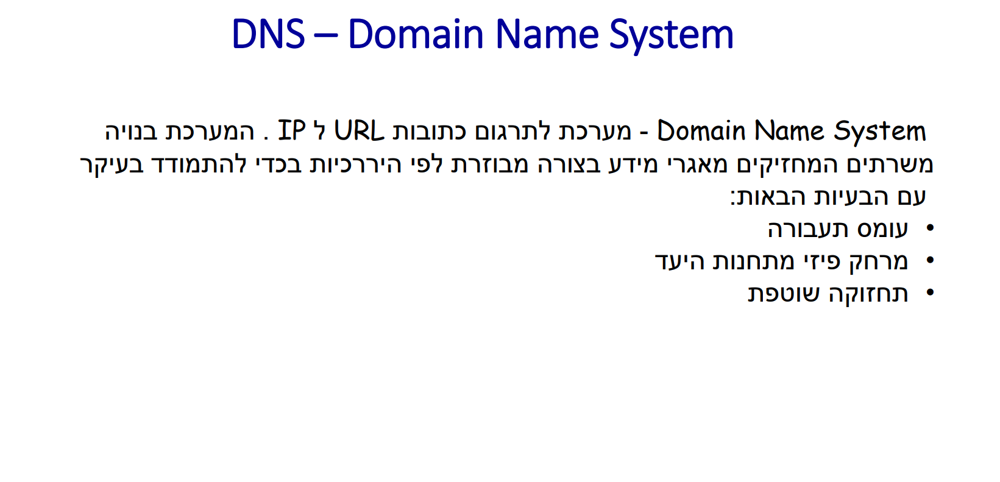 DNS – Domain Name System
Domain Name System - מערכת לתרגום כתובות URL ל IP . המערכת בנויה
משרתים המחזיקים מאגרי מידע בצורה מבוזרת לפי היררכיות בכדי להתמודד בעיקר
עם הבעיות הבאות:
• עומס תעבורה
• מרחק פיזי מתחנות היעד
• תחזוקה שוטפת